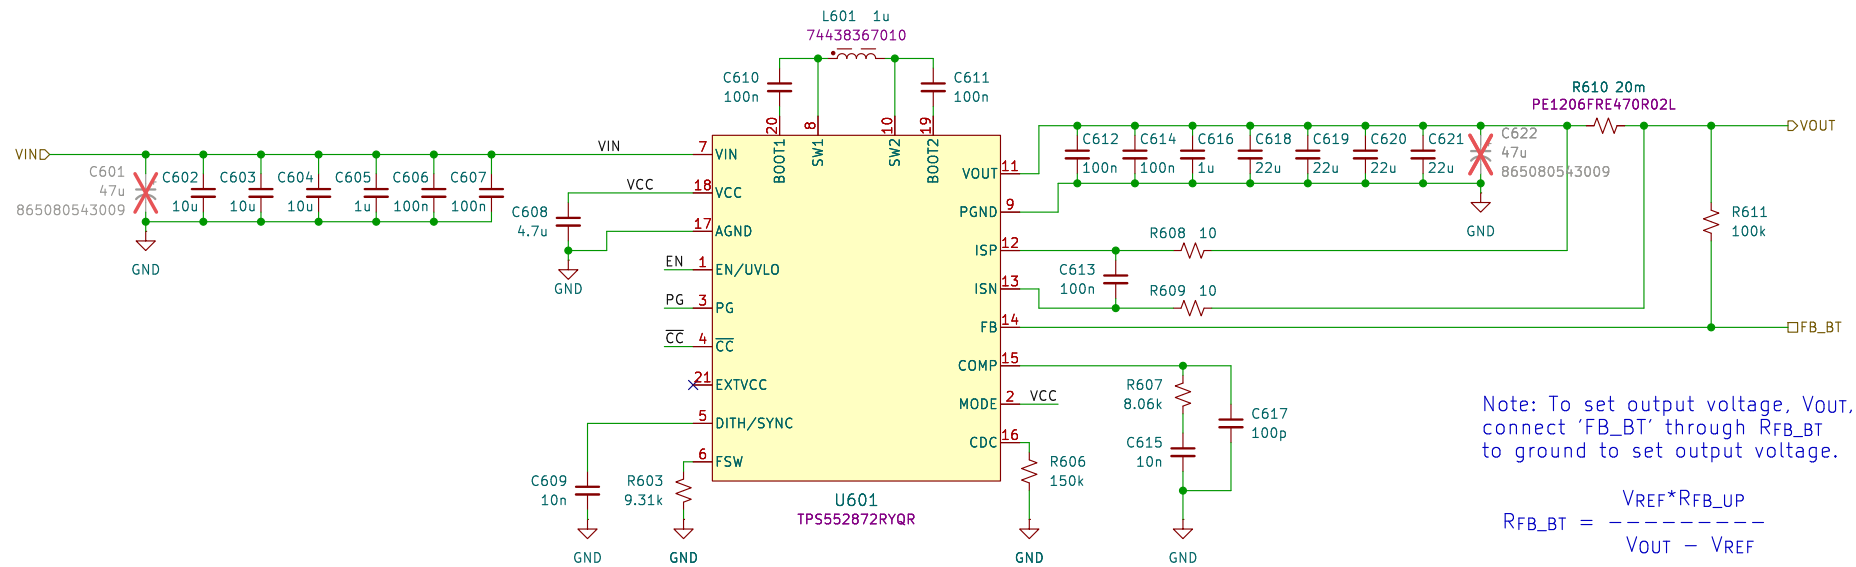 L601 1u
74438367010
C610
100n
C611
100n
R610 20m
PE1206FRE470R02L
VIN
VIN
7
VIN
20
BOOT1
8
SW1
10
SW2
19
BOOT2
C601
47u
865080543009
C602
10u
C603
10u
C604
10u
C605
1u
C606
100n
C607
100n
VCC
18
VCC
C608
4.7u
GND
GND
17
AGND
EN
1
EN/UVLO
PG
3
PG
CC
4
CC
21
EXTVCC
5
DITH/SYNC
6
FSW
C609
10n
GND
R603
9.31k
GND
U601
TPS552872RYQR
VOUT
11
PGND
9
ISP
12
ISN
13
FB
14
COMP
15
MODE
2
VCC
CDC
16
R606
150k
GND
C612
100n
C614
100n
C616
1u
C618
22u
C619
22u
C620
22u
C621
22u
C622
47u
865080543009
GND
VOUT
R608 10
C613
100n
R609 10
R611
100k
FB_BT
R607
8.06k
C615
10n
C617
100p
GND
Note: To set output voltage, VOUT,
connect 'FB_BT' through RFB_BT
to ground to set output voltage.
VREF*RFB_UP
RFB_BT = ---------
VOUT - VREF